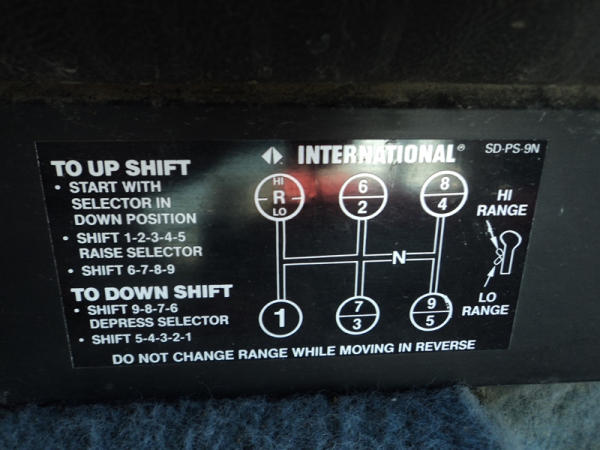 INTERNATIONAL®
SD-PS-9N
TO UP SHIFT
• START WITH
SELECTOR IN
DOWN POSITION
• SHIFT 1-2-3-4-5
RAISE SELECTOR
• SHIFT 6-7-8-9
TO DOWN SHIFT
• SHIFT 9-8-7-6
DEPRESS SELECTOR
• SHIFT 5-4-3-2-1
HI
R
LO
6
2
8
4
N
1
7
3
9
5
HI
RANGE
LO
RANGE
DO NOT CHANGE RANGE WHILE MOVING IN REVERSE